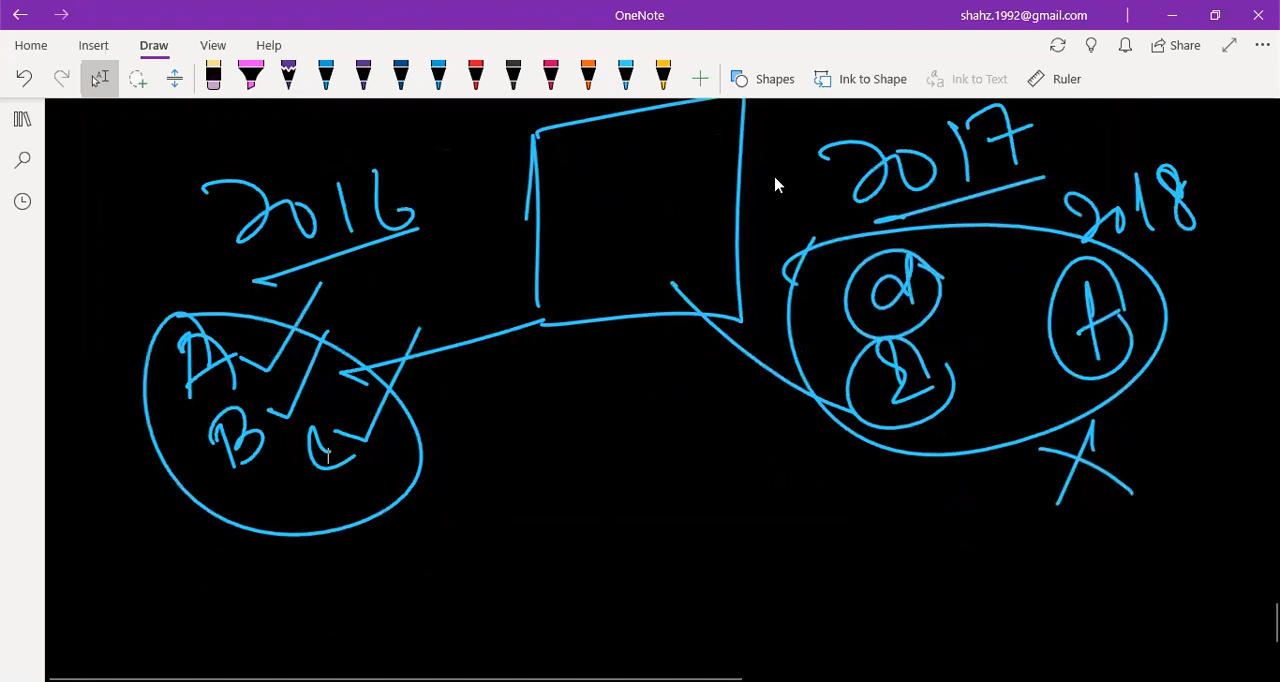 OneNote
shahz.1992@gmail.com
Home Insert Draw View Help
Share
Shapes
Ink to Shape
Ink to Text
Ruler
2016
2017
2018
A
B
C
d
f